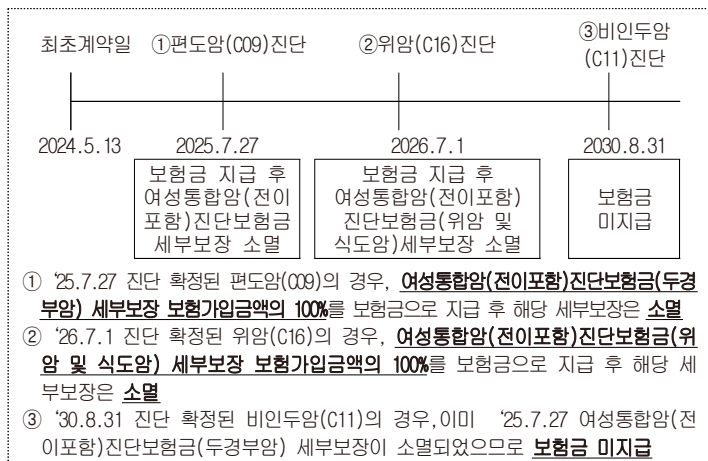 최초계약일 ①편도암(C09)진단 ②위암(C16)진단 ③비인두암
(C11)진단
2024.5.13 2025.7.27 2026.7.1 2030.8.31
보험금 지급 후
여성통합암(전이
포함)진단보험금
세부보장 소멸
보험금 지급 후
여성통합암(전이포함)
진단보험금(위암 및
식도암)세부보장 소멸
보험금
미지급
① ‘25.7.27 진단 확정된 편도암(C09)의 경우, 여성통합암(전이포함)진단보험금(두경
부암) 세부보장 보험가입금액의 100%를 보험금으로 지급 후 해당 세부보장은 소멸
② ‘26.7.1 진단 확정된 위암(C16)의 경우, 여성통합암(전이포함)진단보험금(위
암 및 식도암) 세부보장 보험가입금액의 100%를 보험금으로 지급 후 해당 세
부보장은 소멸
③ ‘30.8.31 진단 확정된 비인두암(C11)의 경우,이미 ‘25.7.27 여성통합암(전
이포함)진단보험금(두경부암) 세부보장이 소멸되었으므로 보험금 미지급